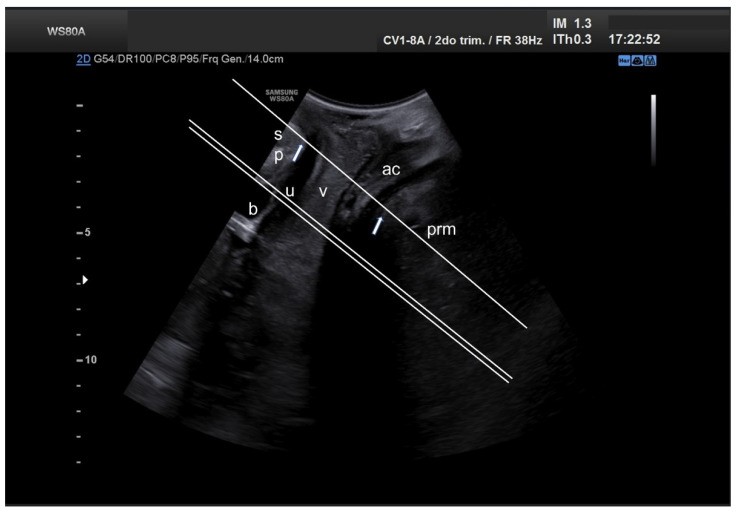 WS80A
CV1-8A / 2do trim. / FR 38Hz
IM 1.3
ITh0.3
17:22:52
2D G54/DR100/PC8/P95/Frq Gen./14.0cm
Har
SAMSUNG
WS80A
s
p
ac
u
v
b
prm
5
10